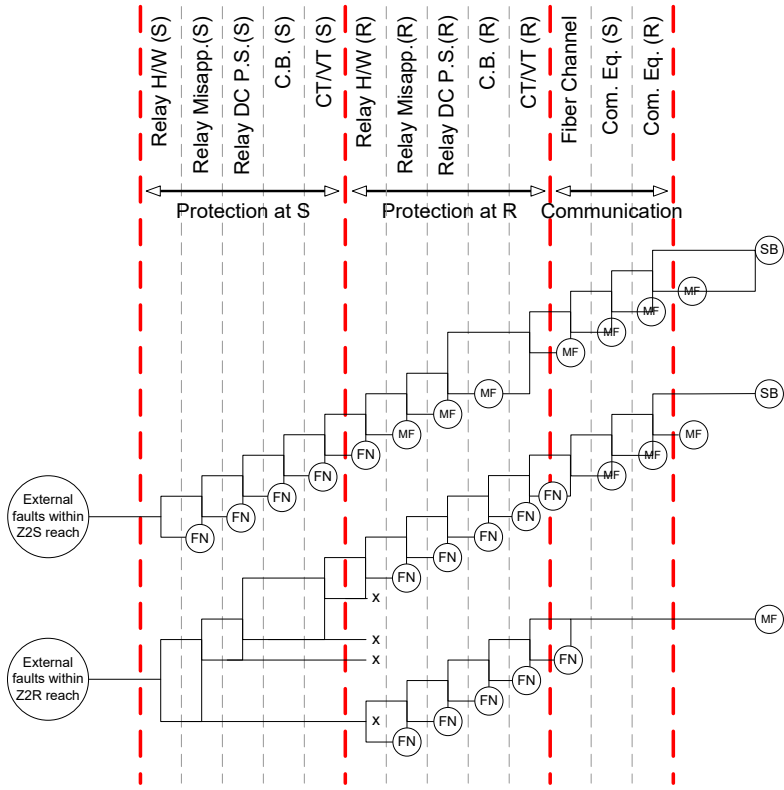 Relay H/W (S)
Relay Misapp.(S)
Relay DC P.S.(S)
C.B. (S)
CT/VT (S)
Relay H/W (R)
Relay Misapp.(R)
Relay DC P.S.(R)
C.B. (R)
CT/VT (R)
Fiber Channel
Com. Eq. (S)
Com. Eq. (R)
Protection at S
Protection at R
Communication
SB
MF
MF
MF
MF
MF
SB
MF
MF
MF
FN
MF
FN
MF
FN
FN
External
faults within
Z2S reach
FN
FN
FN
FN
FN
FN
x
MF
x
x
FN
External
faults within
Z2R reach
FN
FN
x
FN
FN